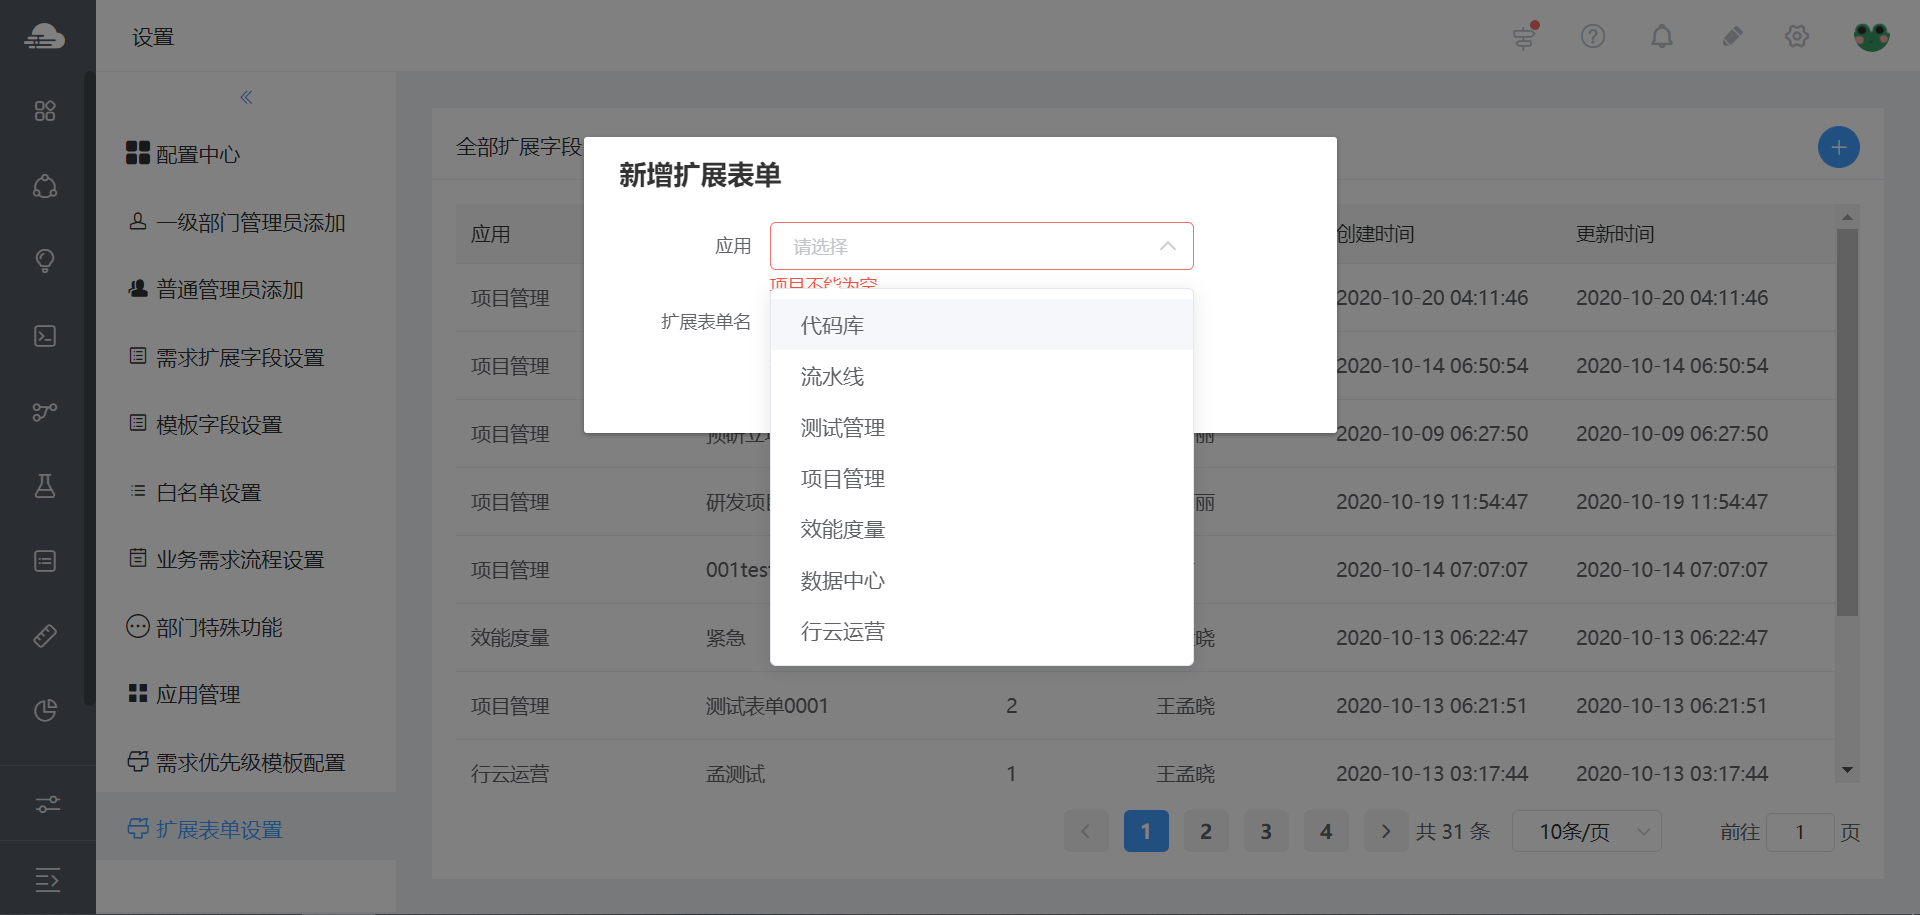 设置
配置中心
一级部门管理员添加
普通管理员添加
需求扩展字段设置
模板字段设置
白名单设置
业务需求流程设置
部门特殊功能
应用管理
需求优先级模板配置
扩展表单设置
全部扩展字段
新增扩展表单
应用
请选择
项目不能为空
扩展表单名
代码库
流水线
测试管理
项目管理
效能度量
数据中心
行云运营
应用 创建时间 更新时间
项目管理 2020-10-20 04:11:46 2020-10-20 04:11:46
项目管理 2020-10-14 06:50:54 2020-10-14 06:50:54
项目管理 预研立 丽 2020-10-09 06:27:50 2020-10-09 06:27:50
项目管理 研发项目 丽 2020-10-19 11:54:47 2020-10-19 11:54:47
项目管理 001test 2020-10-14 07:07:07 2020-10-14 07:07:07
效能度量 紧急 晓 2020-10-13 06:22:47 2020-10-13 06:22:47
项目管理 测试表单0001 2 王孟晓 2020-10-13 06:21:51 2020-10-13 06:21:51
行云运营 孟测试 1 王孟晓 2020-10-13 03:17:44 2020-10-13 03:17:44
1 2 3 4 共 31 条 10条/页 前往 1 页